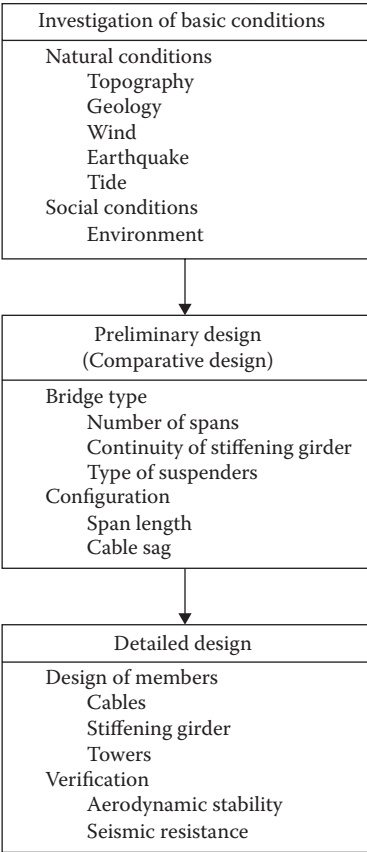 Investigation of basic conditions
Natural conditions
Topography
Geology
Wind
Earthquake
Tide
Social conditions
Environment
Preliminary design
(Comparative design)
Bridge type
Number of spans
Continuity of stiffening girder
Type of suspenders
Configuration
Span length
Cable sag
Detailed design
Design of members
Cables
Stiffening girder
Towers
Verification
Aerodynamic stability
Seismic resistance